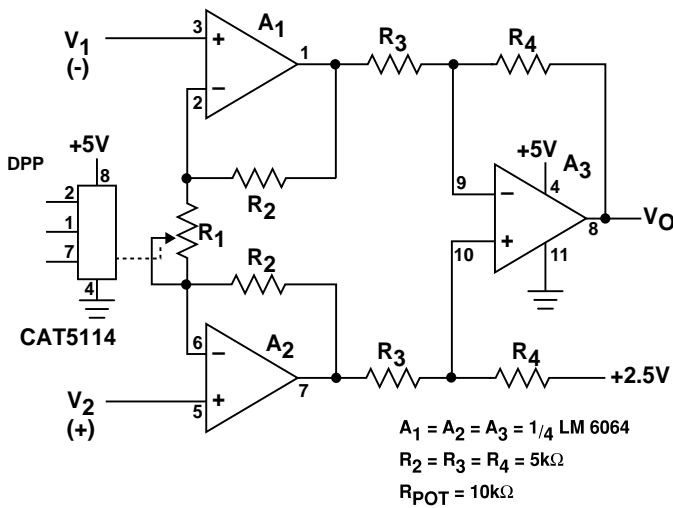 A1
V1
(-)
3
+
1
2
−
R3
R4
DPP
+5V
8
R2
2
1
7
R1
4
CAT5114
R2
+5V
A3
4
9
−
8
VO
10
+
11
6
−
A2
7
5
+
V2
(+)
R3
R4
+2.5V
A1 = A2 = A3 = 1/4 LM 6064
R2 = R3 = R4 = 5kΩ
RPOT = 10kΩ